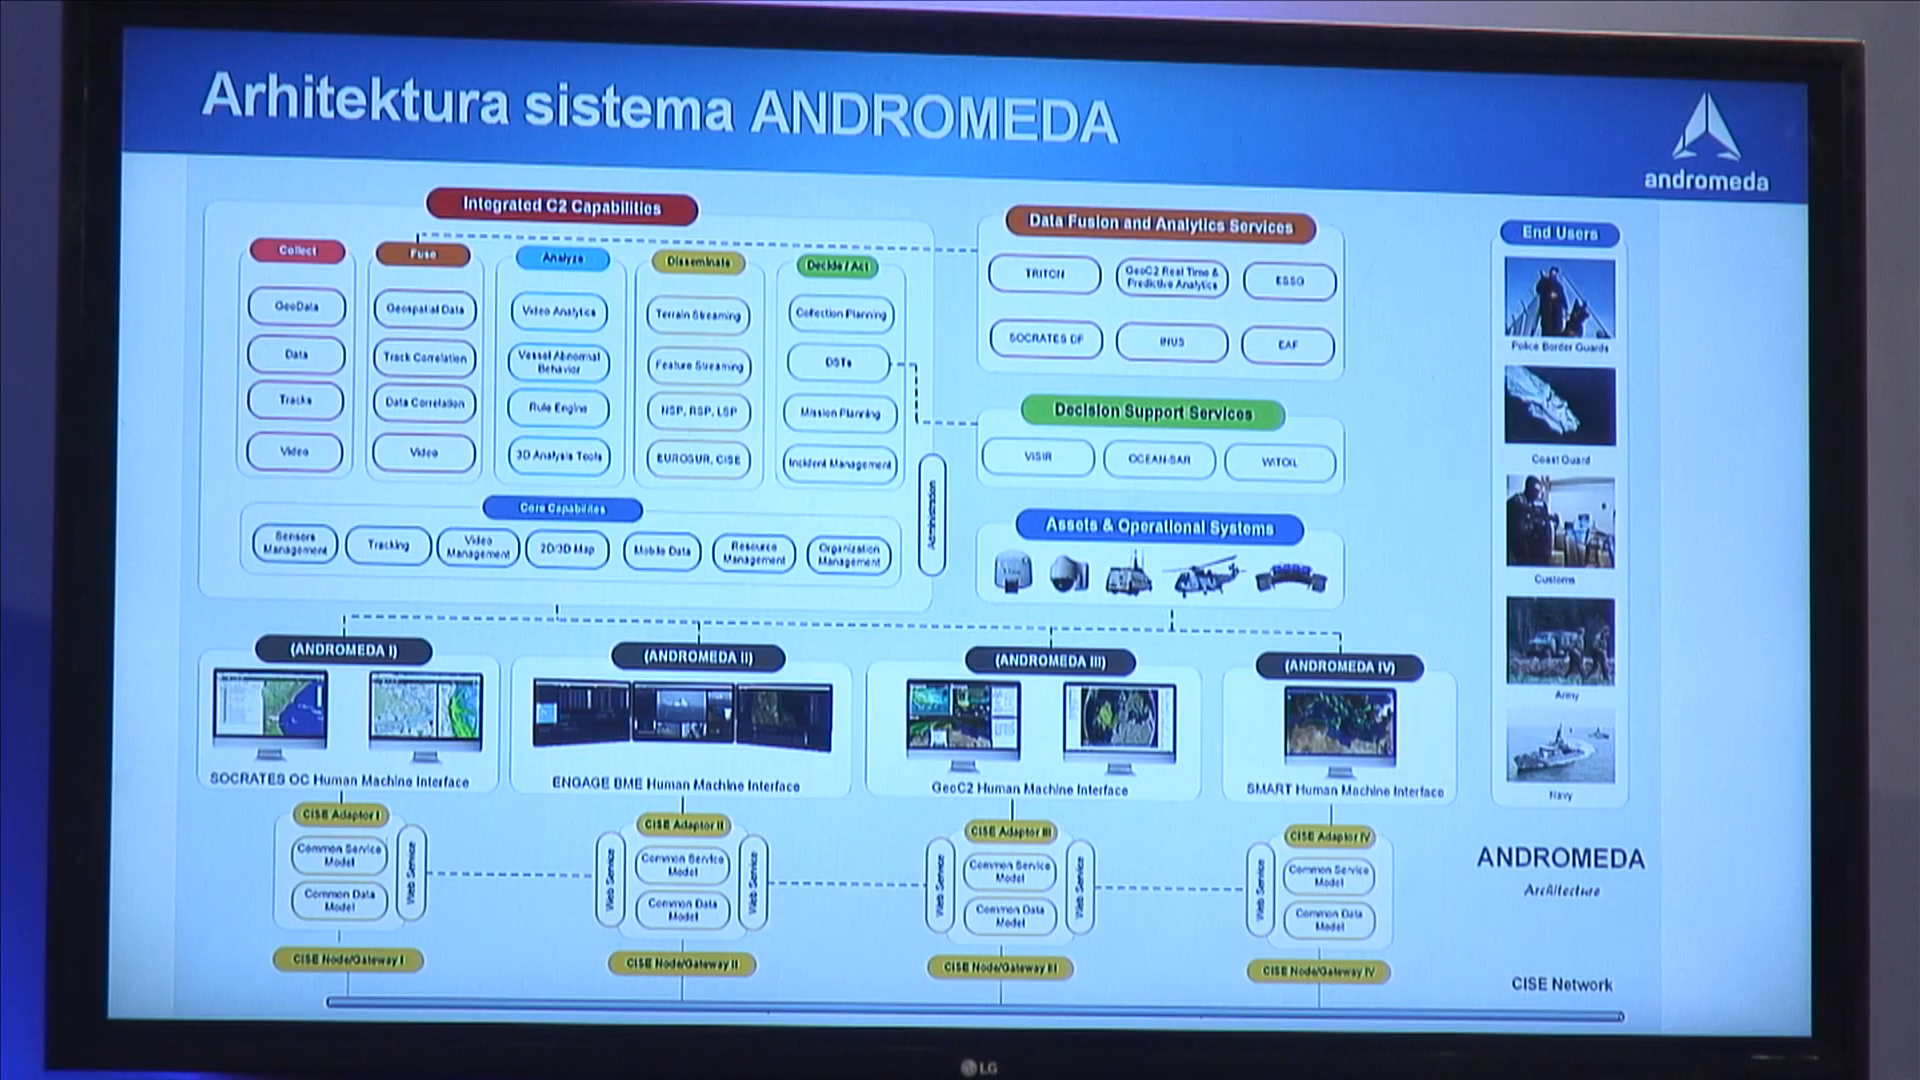 Arhitektura sistema ANDROMEDA
andromeda
Integrated C2 Capabilities
Collect
GeoData
Data
Tracks
Video
Fuse
Geospatial Data
Track Correlation
Data Correlation
Video
Analyze
Video Analytics
Vessel Abnormal
Behavior
Rule Engine
3D Analysis Tools
Disseminate
Terrain Streaming
Feature Streaming
NSP, RSP, LSP
EUROSUR, CISE
Decide / Act
Collection Planning
DSTs
Mission Planning
Incident Management
Core Capabilites
Sensors
Management
Tracking
Video
Management
2D/3D Map
Mobile Data
Resource
Management
Organization
Management
Administration
Data Fusion and Analytics Services
TRITON
GeoC2 Real Time &
Predictive Analytics
ESSO
SOCRATES DF
INUS
EAF
Decision Support Services
VISIR
OCEAN-SAR
WITOIL
Assets & Operational Systems
End Users
Police Border Guards
Coast Guard
Customs
Army
Navy
(ANDROMEDA I)
SOCRATES OC Human Machine Interface
(ANDROMEDA II)
ENGAGE BME Human Machine Interface
(ANDROMEDA III)
GeoC2 Human Machine Interface
(ANDROMEDA IV)
SMART Human Machine Interface
CISE Adaptor I
Common Service
Model
Common Data
Model
Web Service
CISE Node/Gateway I
Web Service
CISE Adaptor II
Common Service
Model
Common Data
Model
Web Service
CISE Node/Gateway II
Web Service
CISE Adaptor III
Common Service
Model
Common Data
Model
Web Service
CISE Node/Gateway III
Web Service
CISE Adaptor IV
Common Service
Model
Common Data
Model
CISE Node/Gateway IV
ANDROMEDA
Architecture
CISE Network
LG